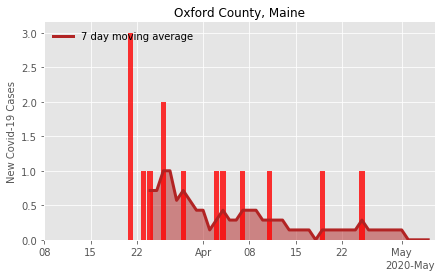 Oxford County, Maine
7 day moving average
New Covid-19 Cases
3.0
2.5
2.0
1.5
1.0
0.5
0.0
08 15 22 Apr 08 15 22 May
2020-May